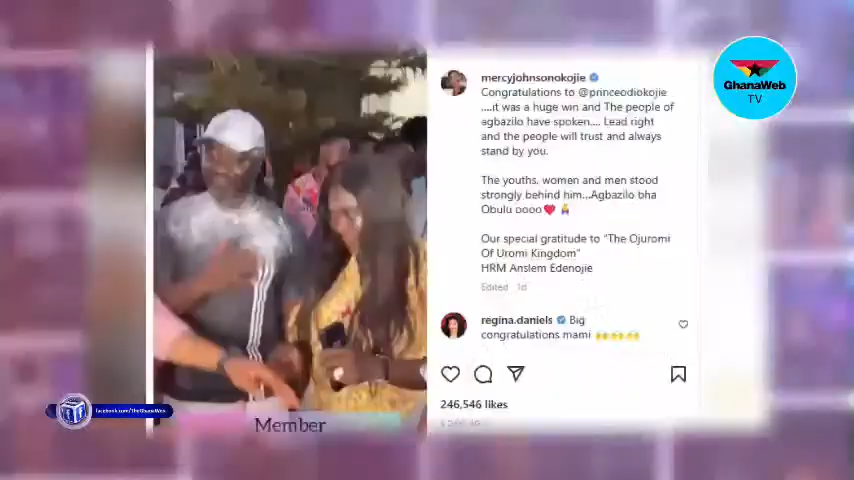 mercyjohnsonokojie
Congratulations to @princeodiokojie
....it was a huge win and The people of
agbazilo have spoken.... Lead right
and the people will trust and always
stand by you.
The youths, women and men stood
strongly behind him...Agbazilo bha
Obulu oooo❤️
Our special gratitude to "The Ojuromi
Of Uromi Kingdom"
HRM Anslem Edenojie
Edited · 1d
regina.daniels Big
congratulations mami
246,546 likes
GhanaWeb
TV
facebook.com/TheGhanaWeb
Member